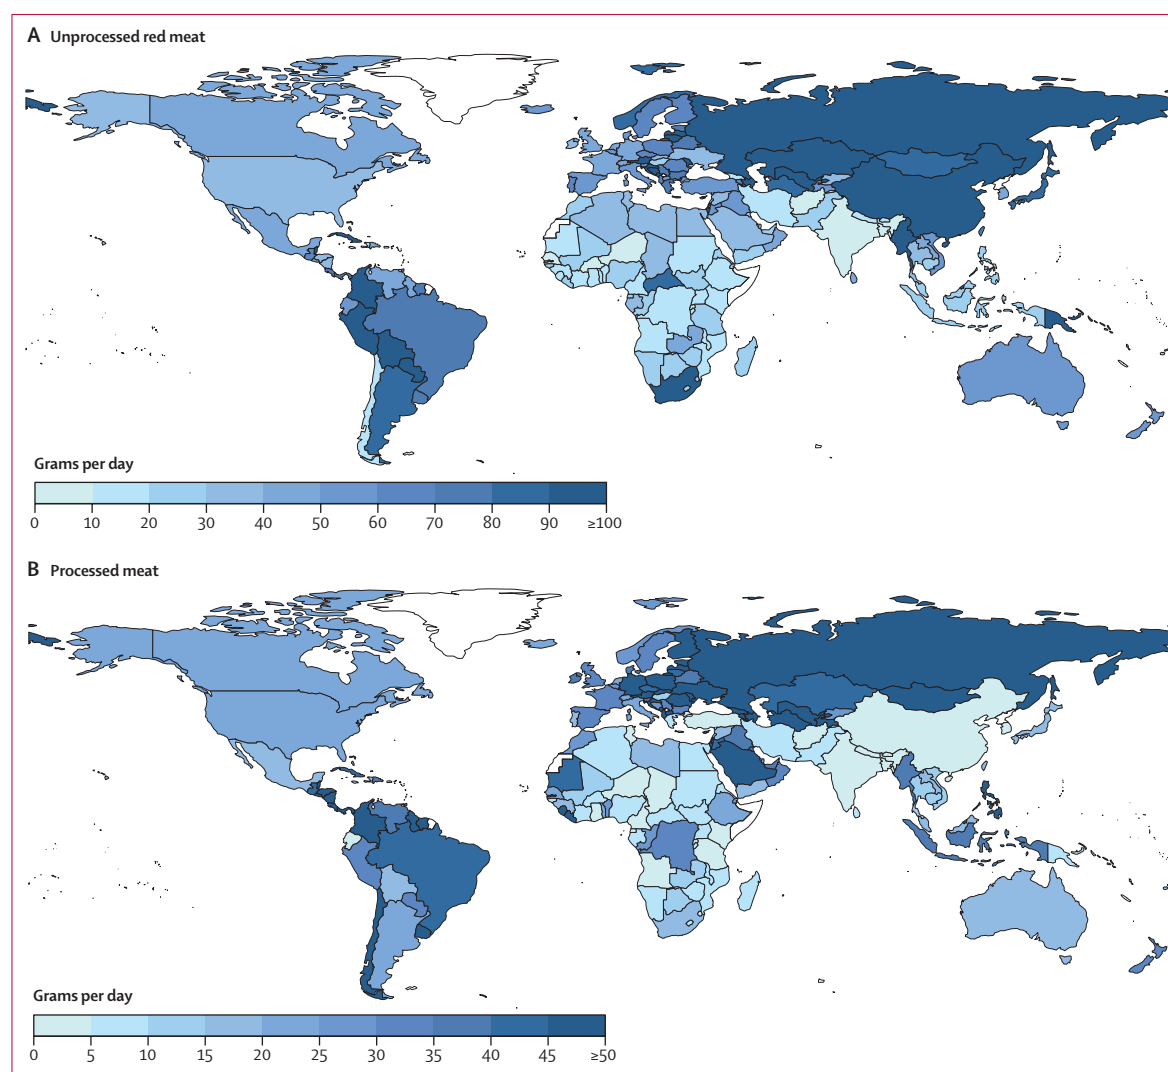 A Unprocessed red meat
Grams per day
0 10 20 30 40 50 60 70 80 90 ≥100
B Processed meat
Grams per day
0 5 10 15 20 25 30 35 40 45 ≥50